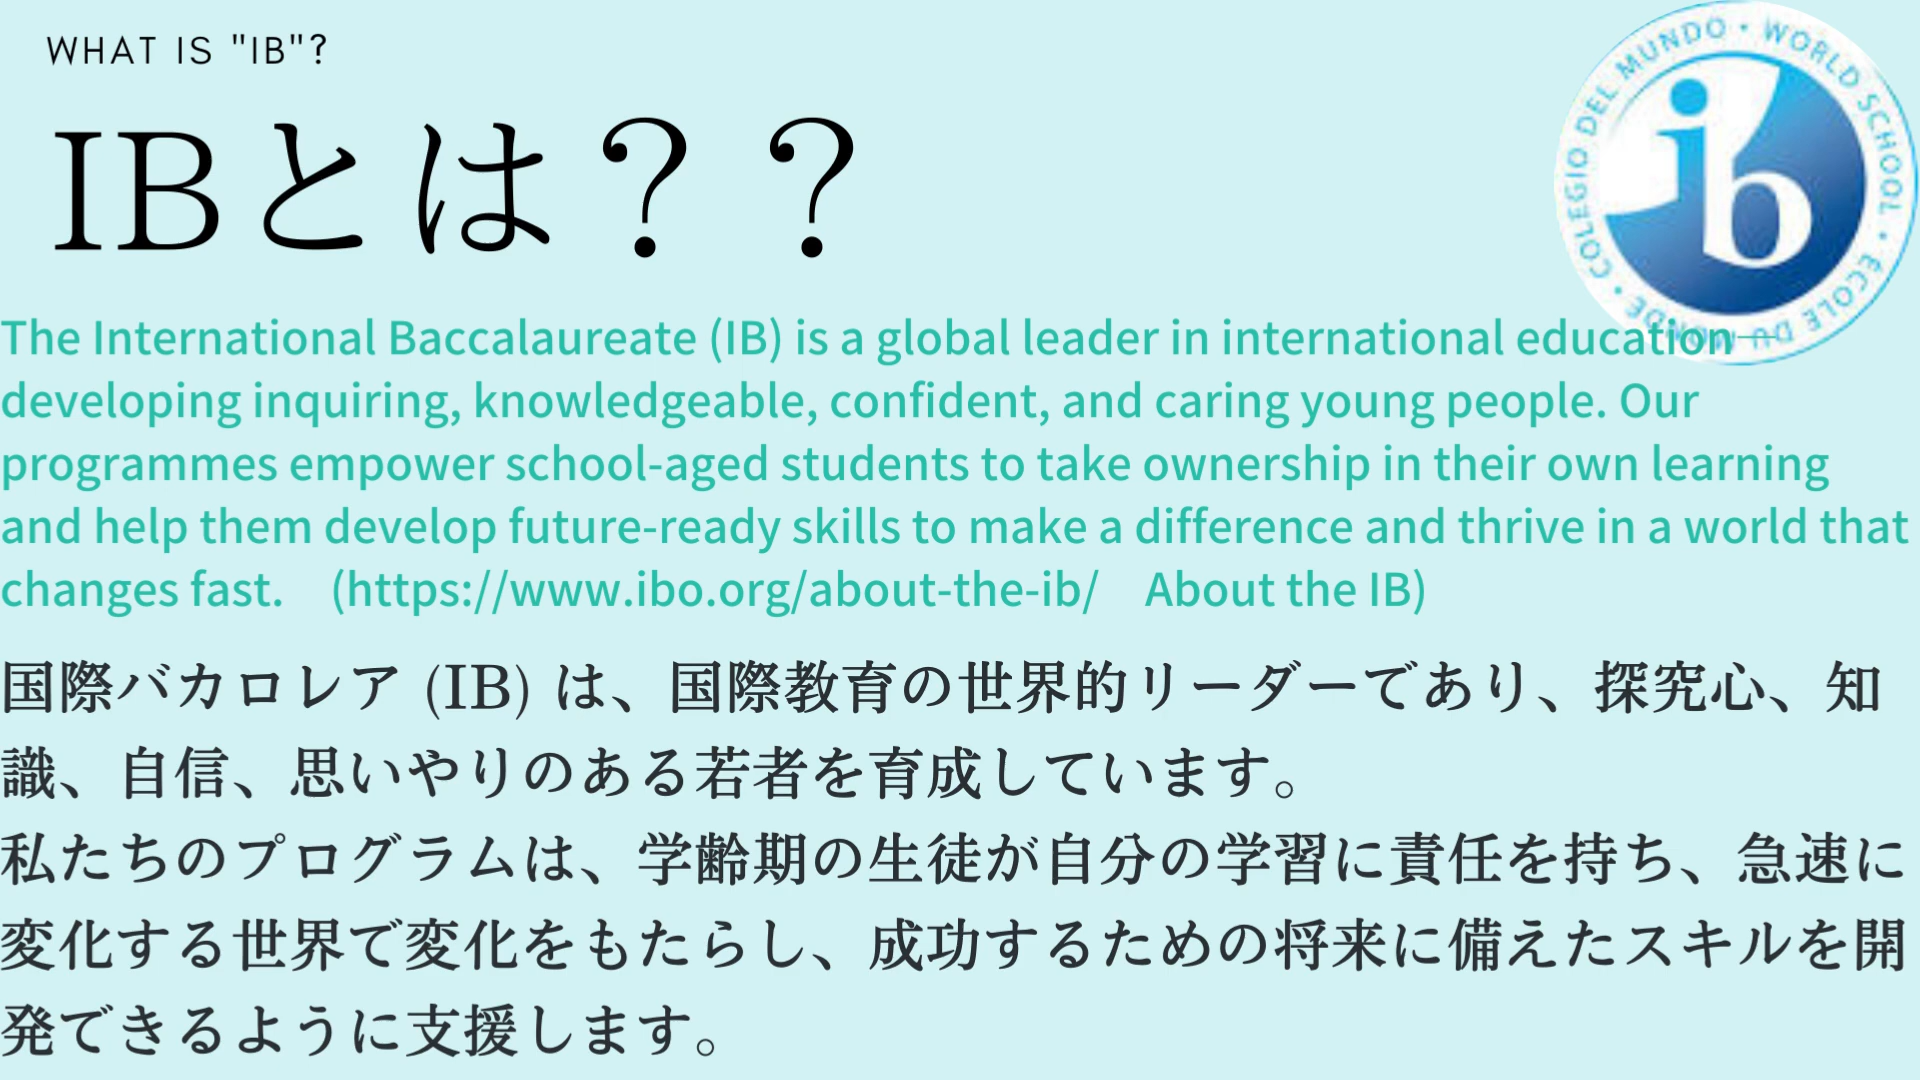 WHAT IS "IB"?
IBとは？？
COLEGIO DEL MUNDO • WORLD SCHOOL • ÉCOLE DU MONDE •
ib
The International Baccalaureate (IB) is a global leader in international education—
developing inquiring, knowledgeable, confident, and caring young people. Our
programmes empower school-aged students to take ownership in their own learning
and help them develop future-ready skills to make a difference and thrive in a world that
changes fast.　(https://www.ibo.org/about-the-ib/　About the IB)
国際バカロレア (IB) は、国際教育の世界的リーダーであり、探究心、知
識、自信、思いやりのある若者を育成しています。
私たちのプログラムは、学齢期の生徒が自分の学習に責任を持ち、急速に
変化する世界で変化をもたらし、成功するための将来に備えたスキルを開
発できるように支援します。